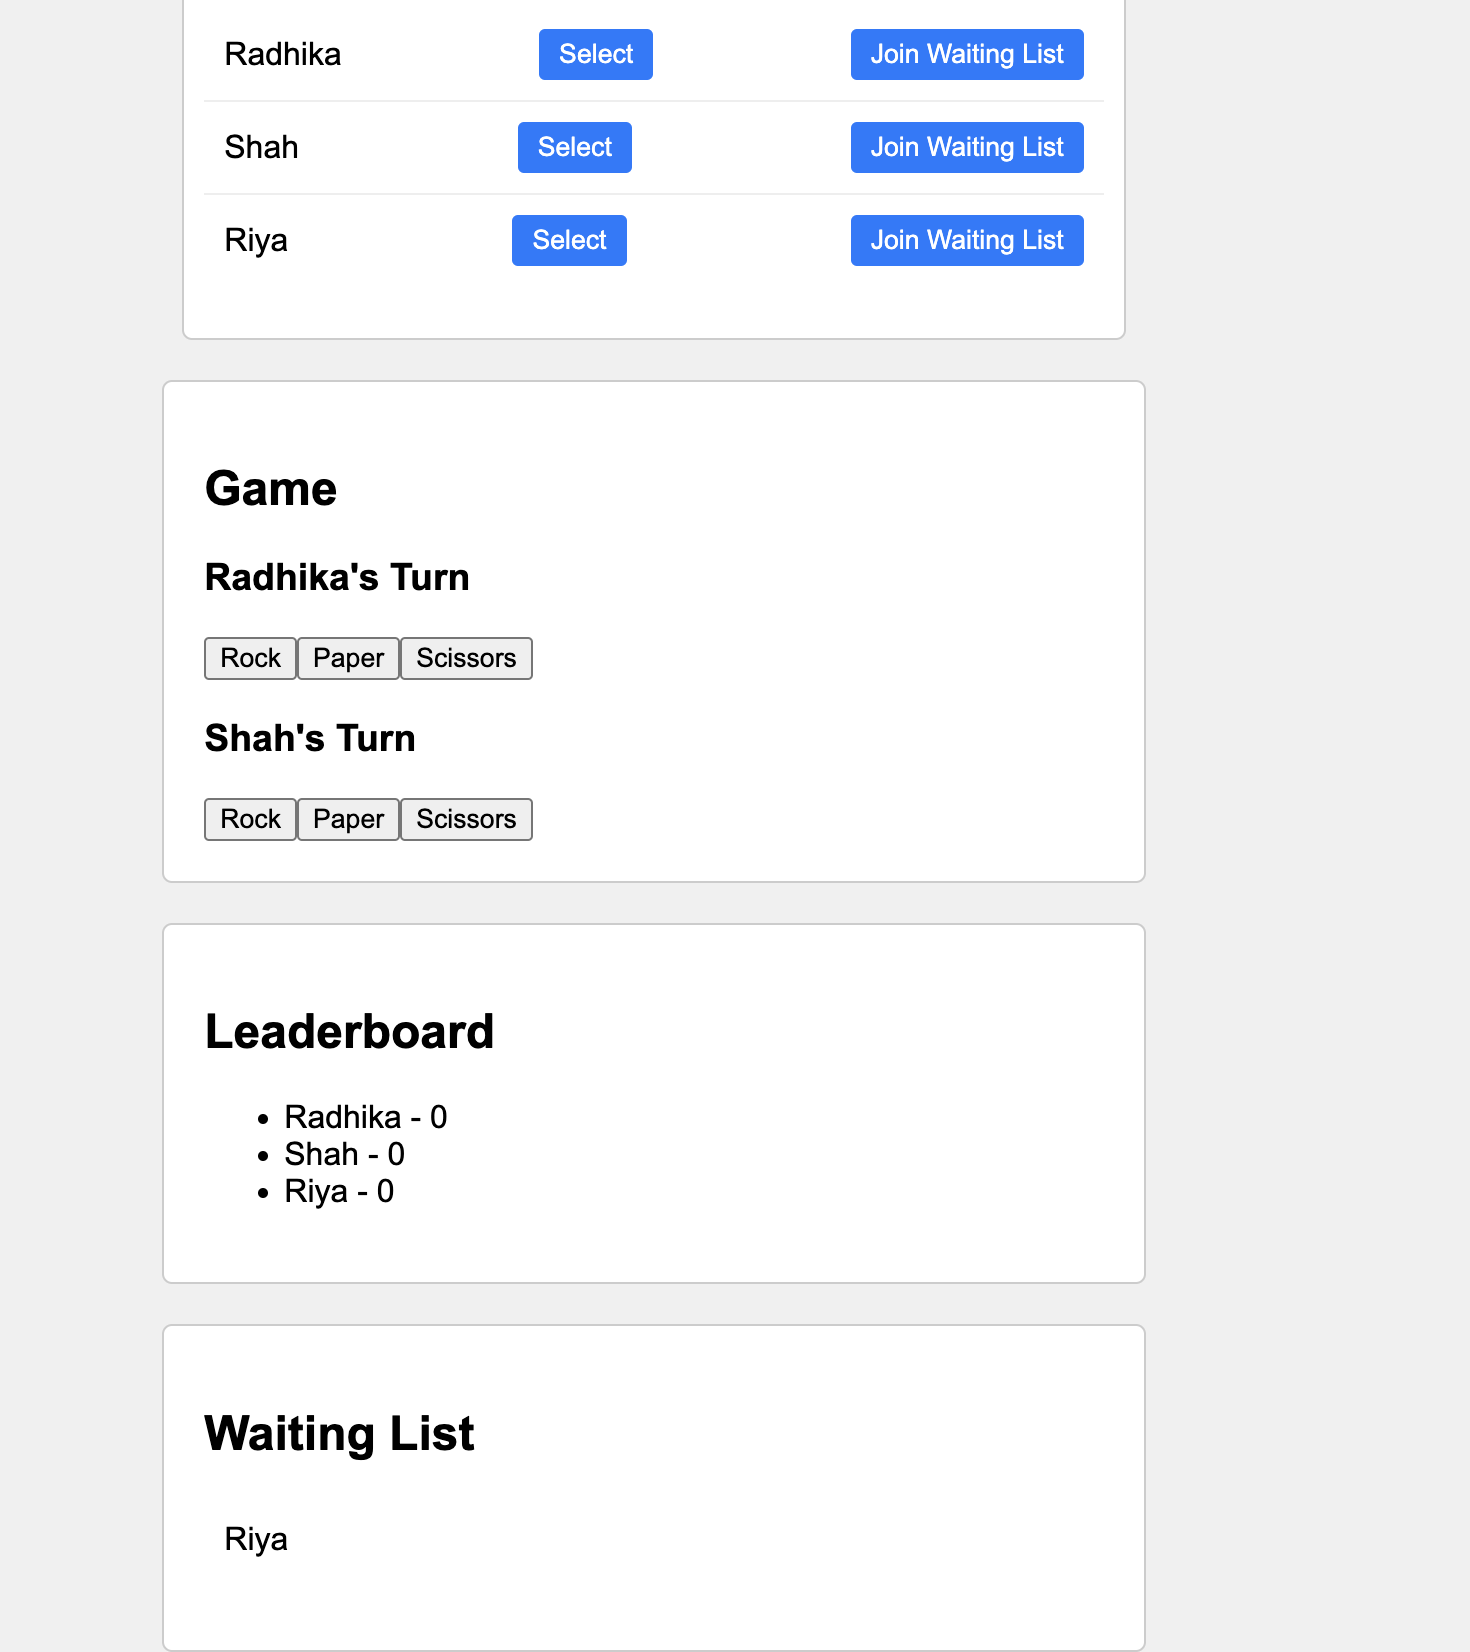 Radhika Select Join Waiting List
Shah Select Join Waiting List
Riya Select Join Waiting List
Game
Radhika's Turn
Rock Paper Scissors
Shah's Turn
Rock Paper Scissors
Leaderboard
• Radhika - 0
• Shah - 0
• Riya - 0
Waiting List
Riya